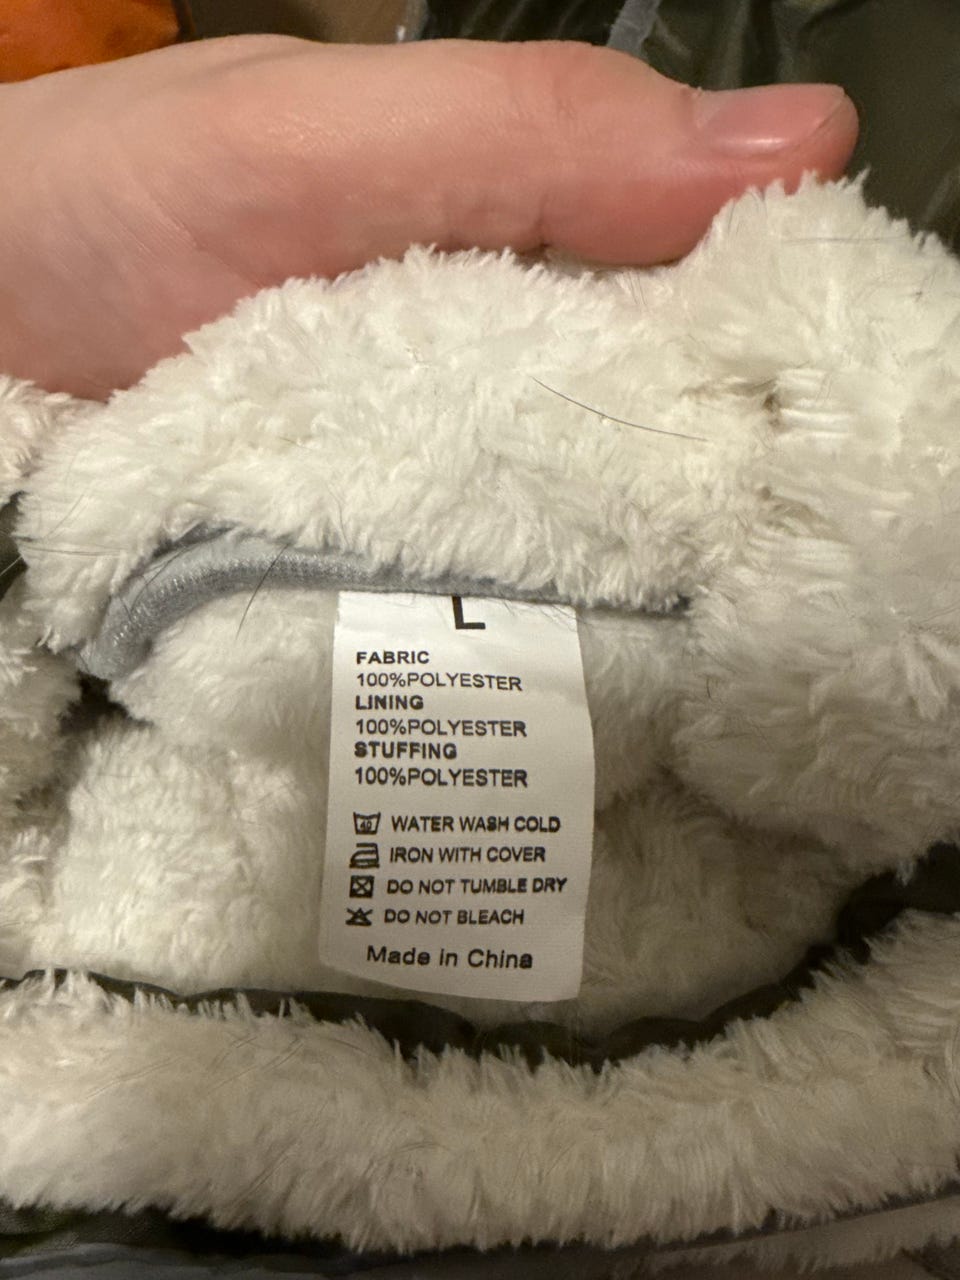 L
FABRIC
100%POLYESTER
LINING
100%POLYESTER
STUFFING
100%POLYESTER
40 WATER WASH COLD
IRON WITH COVER
DO NOT TUMBLE DRY
DO NOT BLEACH
Made in China